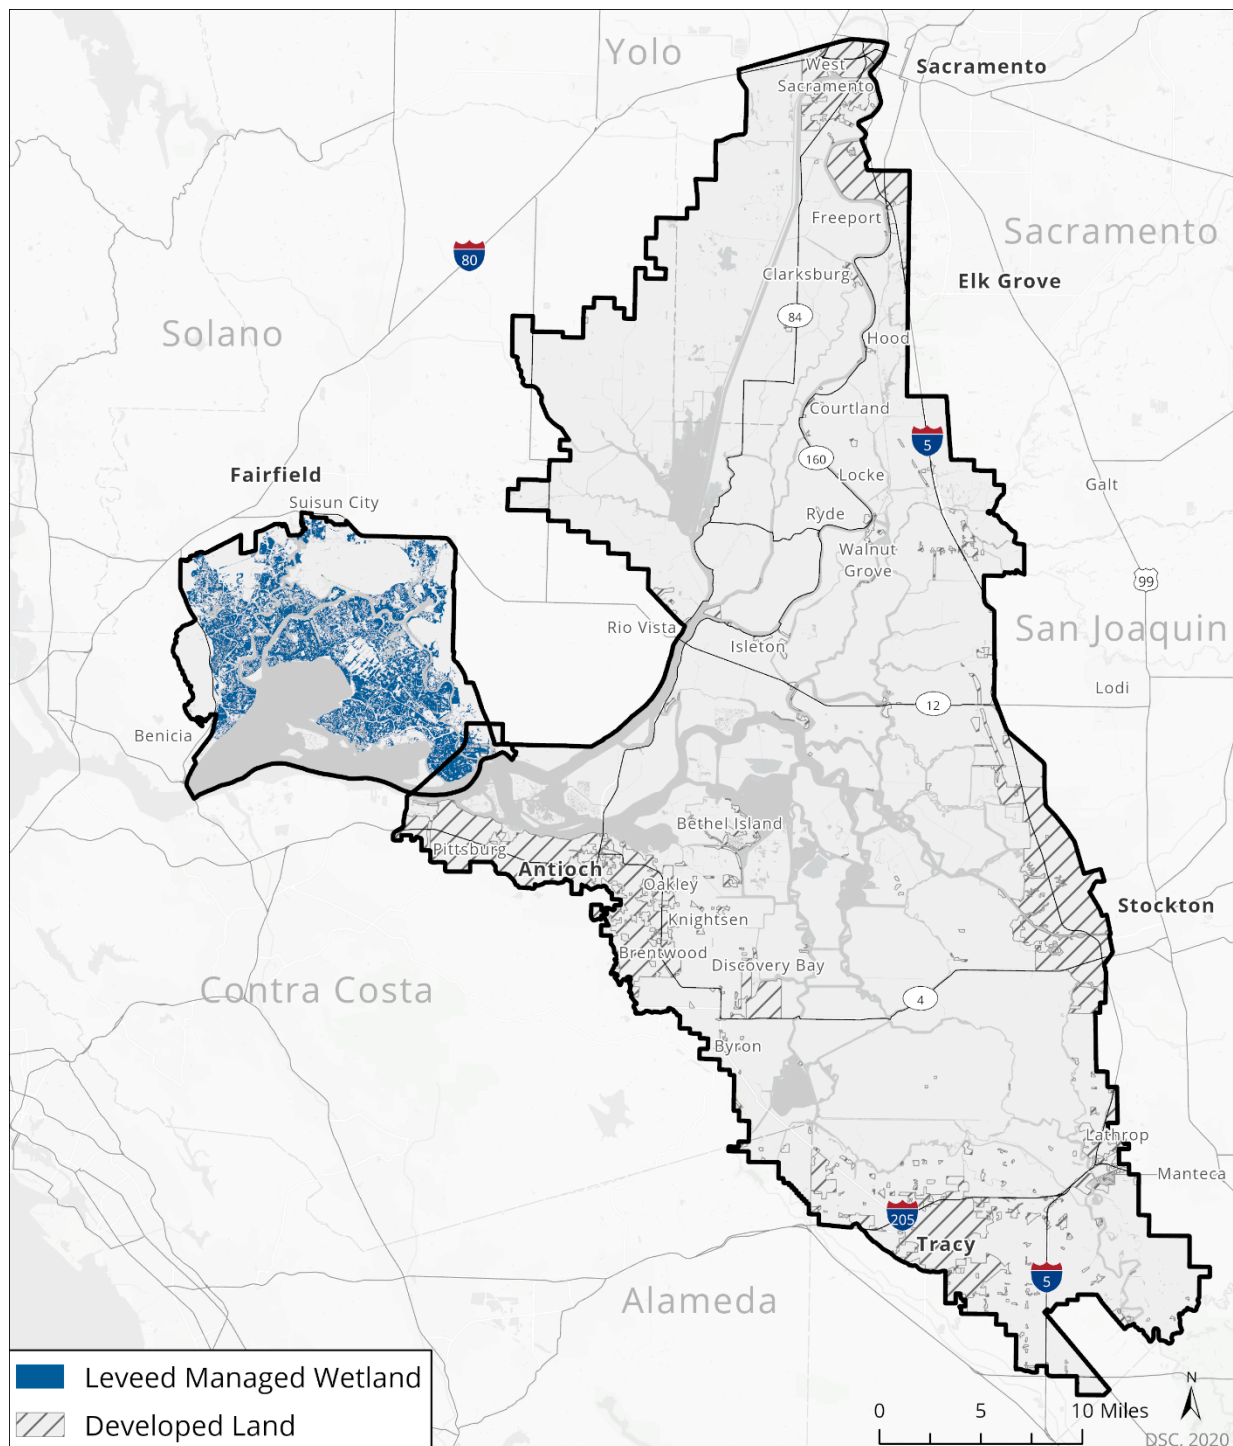 Yolo
West
Sacramento
Sacramento
Freeport
Sacramento
80
Clarksburg
Elk Grove
84
Solano
Hood
Courtland
5
160
Locke
Fairfield
Suisun City
Galt
Ryde
Walnut
Grove
99
Rio Vista
Isleton
San Joaquin
Lodi
12
Benicia
Bethel Island
Pittsburg
Antioch
Oakley
Stockton
Knightsen
Brentwood
Discovery Bay
Contra Costa
4
Byron
Lathrop
Manteca
205
Tracy
5
Alameda
Leveed Managed Wetland
Developed Land
0 5 10 Miles
N
DSC, 2020